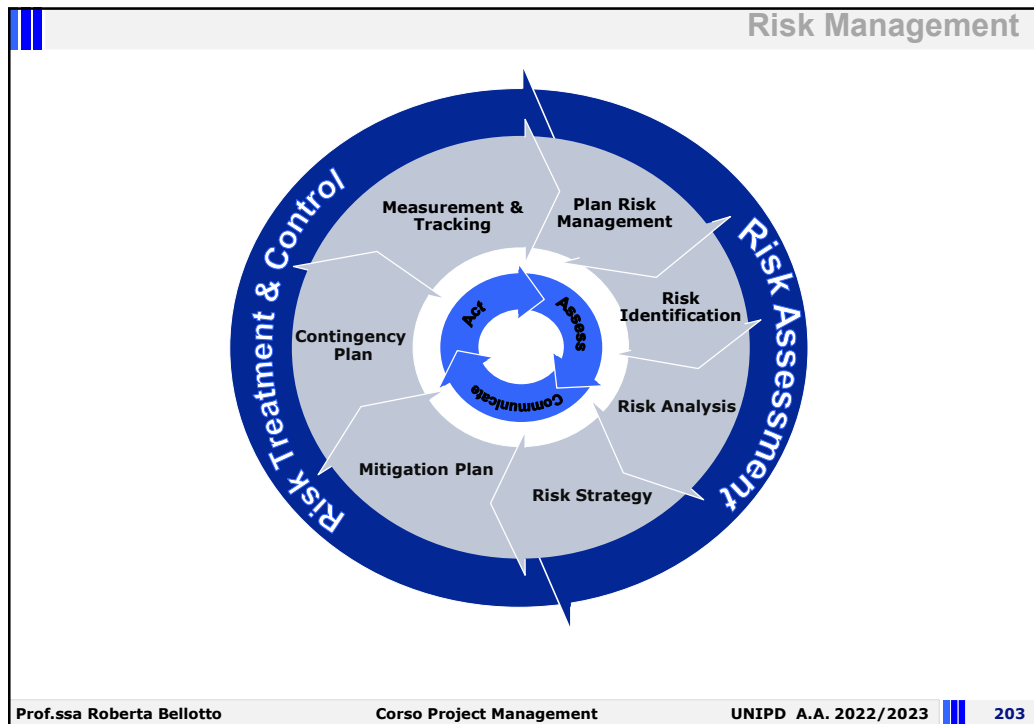 Risk Management
Risk Treatment & Control
Risk Assessment
Measurement &
Tracking
Plan Risk
Management
Risk
Identification
Risk Analysis
Risk Strategy
Mitigation Plan
Contingency
Plan
Act
Assess
Communicate
Prof.ssa Roberta Bellotto
Corso Project Management
UNIPD A.A. 2022/2023
203